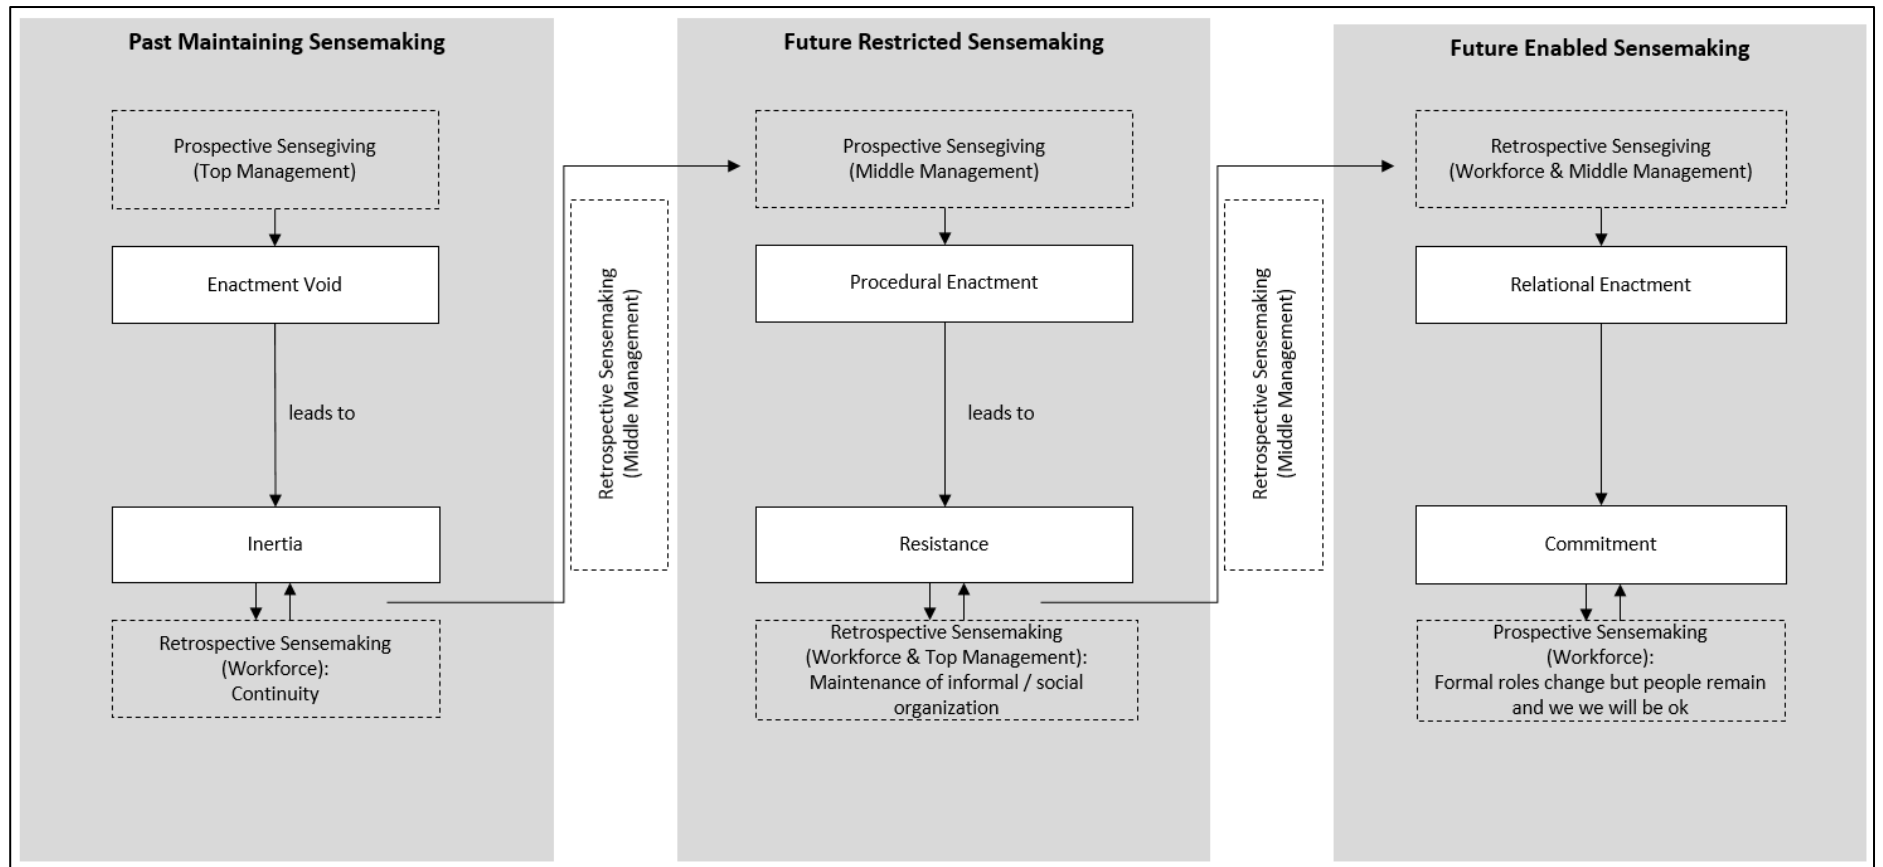 Past Maintaining Sensemaking
Prospective Sensegiving
(Top Management)
Enactment Void
leads to
Inertia
Retrospective Sensemaking
(Workforce):
Continuity
Retrospective Sensemaking
(Middle Management)
Future Restricted Sensemaking
Prospective Sensegiving
(Middle Management)
Procedural Enactment
leads to
Resistance
Retrospective Sensemaking
(Workforce & Top Management):
Maintenance of informal / social
organization
Retrospective Sensemaking
(Middle Management)
Future Enabled Sensemaking
Retrospective Sensegiving
(Workforce & Middle Management)
Relational Enactment
Commitment
Prospective Sensemaking
(Workforce):
Formal roles change but people remain
and we we will be ok